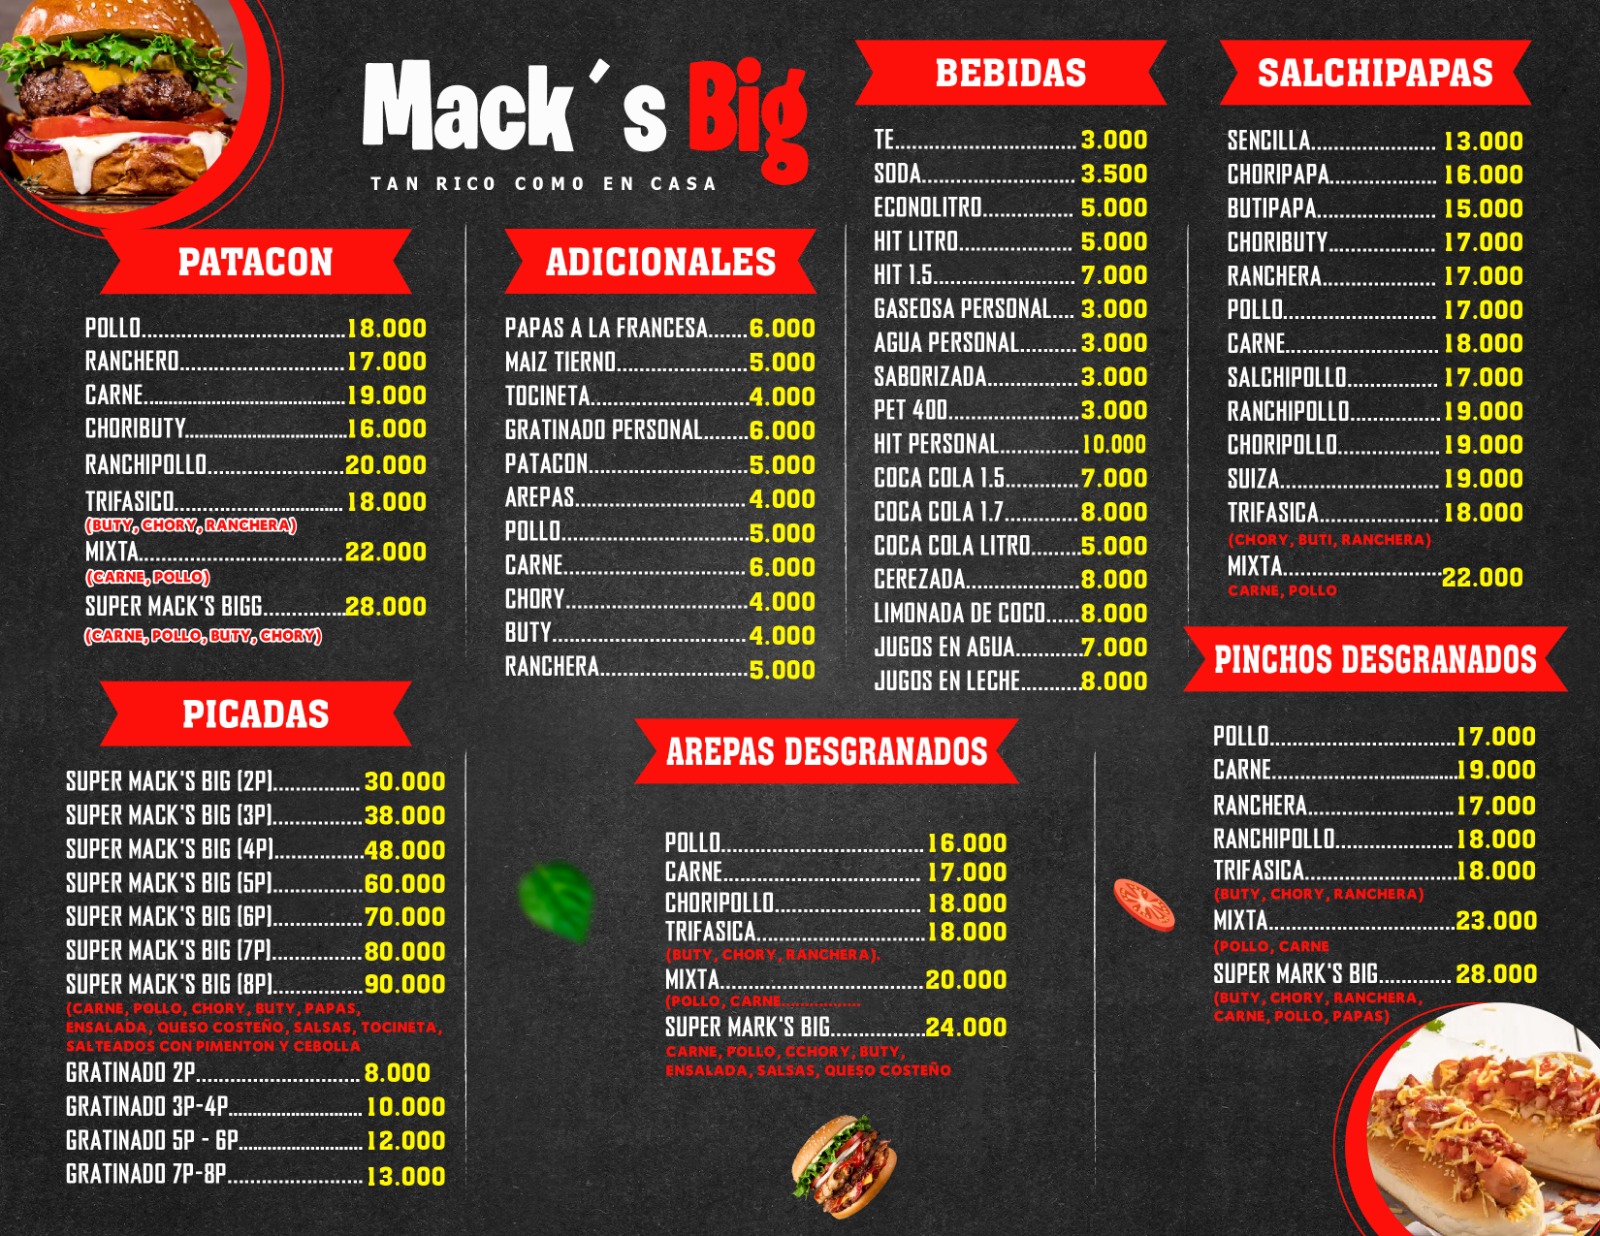 Mack´s Big
TAN RICO COMO EN CASA
PATACON
POLLO..............................18.000
RANCHERO.........................17.000
CARNE..............................19.000
CHORIBUTY........................16.000
RANCHIPOLLO.....................20.000
TRIFASICO.........................18.000
(BUTY, CHORY, RANCHERA)
MIXTA..............................22.000
(CARNE, POLLO)
SUPER MACK'S BIGG.............28.000
(CARNE, POLLO, BUTY, CHORY)
PICADAS
SUPER MACK'S BIG (2P)................30.000
SUPER MACK'S BIG (3P)................38.000
SUPER MACK'S BIG (4P)................48.000
SUPER MACK'S BIG (5P)................60.000
SUPER MACK'S BIG (6P)................70.000
SUPER MACK'S BIG (7P)................80.000
SUPER MACK'S BIG (8P)................90.000
(CARNE, POLLO, CHORY, BUTY, PAPAS,
ENSALADA, QUESO COSTEÑO, SALSAS, TOCINETA,
SALTEADOS CON PIMENTON Y CEBOLLA
GRATINADO 2P............................8.000
GRATINADO 3P-4P........................10.000
GRATINADO 5P - 6P......................12.000
GRATINADO 7P-8P........................13.000
ADICIONALES
PAPAS A LA FRANCESA.......6.000
MAIZ TIERNO.......................5.000
TOCINETA...........................4.000
GRATINADO PERSONAL........6.000
PATACON............................5.000
AREPAS..............................4.000
POLLO................................5.000
CARNE................................6.000
CHORY................................4.000
BUTY..................................4.000
RANCHERA..........................5.000
BEBIDAS
TE................................3.000
SODA............................3.500
ECONOLITRO................5.000
HIT LITRO....................5.000
HIT 1.5..........................7.000
GASEOSA PERSONAL....3.000
AGUA PERSONAL..........3.000
SABORIZADA................3.000
PET 400.......................3.000
HIT PERSONAL..............10.000
COCA COLA 1.5.............7.000
COCA COLA 1.7.............8.000
COCA COLA LITRO.........5.000
CEREZADA....................8.000
LIMONADA DE COCO......8.000
JUGOS EN AGUA............7.000
JUGOS EN LECHE...........8.000
SALCHIPAPAS
SENCILLA......................13.000
CHORIPAPA...................16.000
BUTIPAPA.....................15.000
CHORIBUTY...................17.000
RANCHERA....................17.000
POLLO...........................17.000
CARNE...........................18.000
SALCHIPOLLO................17.000
RANCHIPOLLO................19.000
CHORIPOLLO..................19.000
SUIZA............................19.000
TRIFASICA.....................18.000
(CHORY, BUTI, RANCHERA)
MIXTA............................22.000
CARNE, POLLO
PINCHOS DESGRANADOS
POLLO.................................17.000
CARNE.................................19.000
RANCHERA..........................17.000
RANCHIPOLLO.....................18.000
TRIFASICA...........................18.000
(BUTY, CHORY, RANCHERA)
MIXTA.................................23.000
(POLLO, CARNE
SUPER MARK'S BIG.............28.000
(BUTY, CHORY, RANCHERA,
CARNE, POLLO, PAPAS)
AREPAS DESGRANADOS
POLLO....................................16.000
CARNE....................................17.000
CHORIPOLLO...........................18.000
TRIFASICA...............................18.000
(BUTY, CHORY, RANCHERA).
MIXTA.....................................20.000
(POLLO, CARNE.................
SUPER MARK'S BIG.................24.000
CARNE, POLLO, CCHORY, BUTY,
ENSALADA, SALSAS, QUESO COSTEÑO